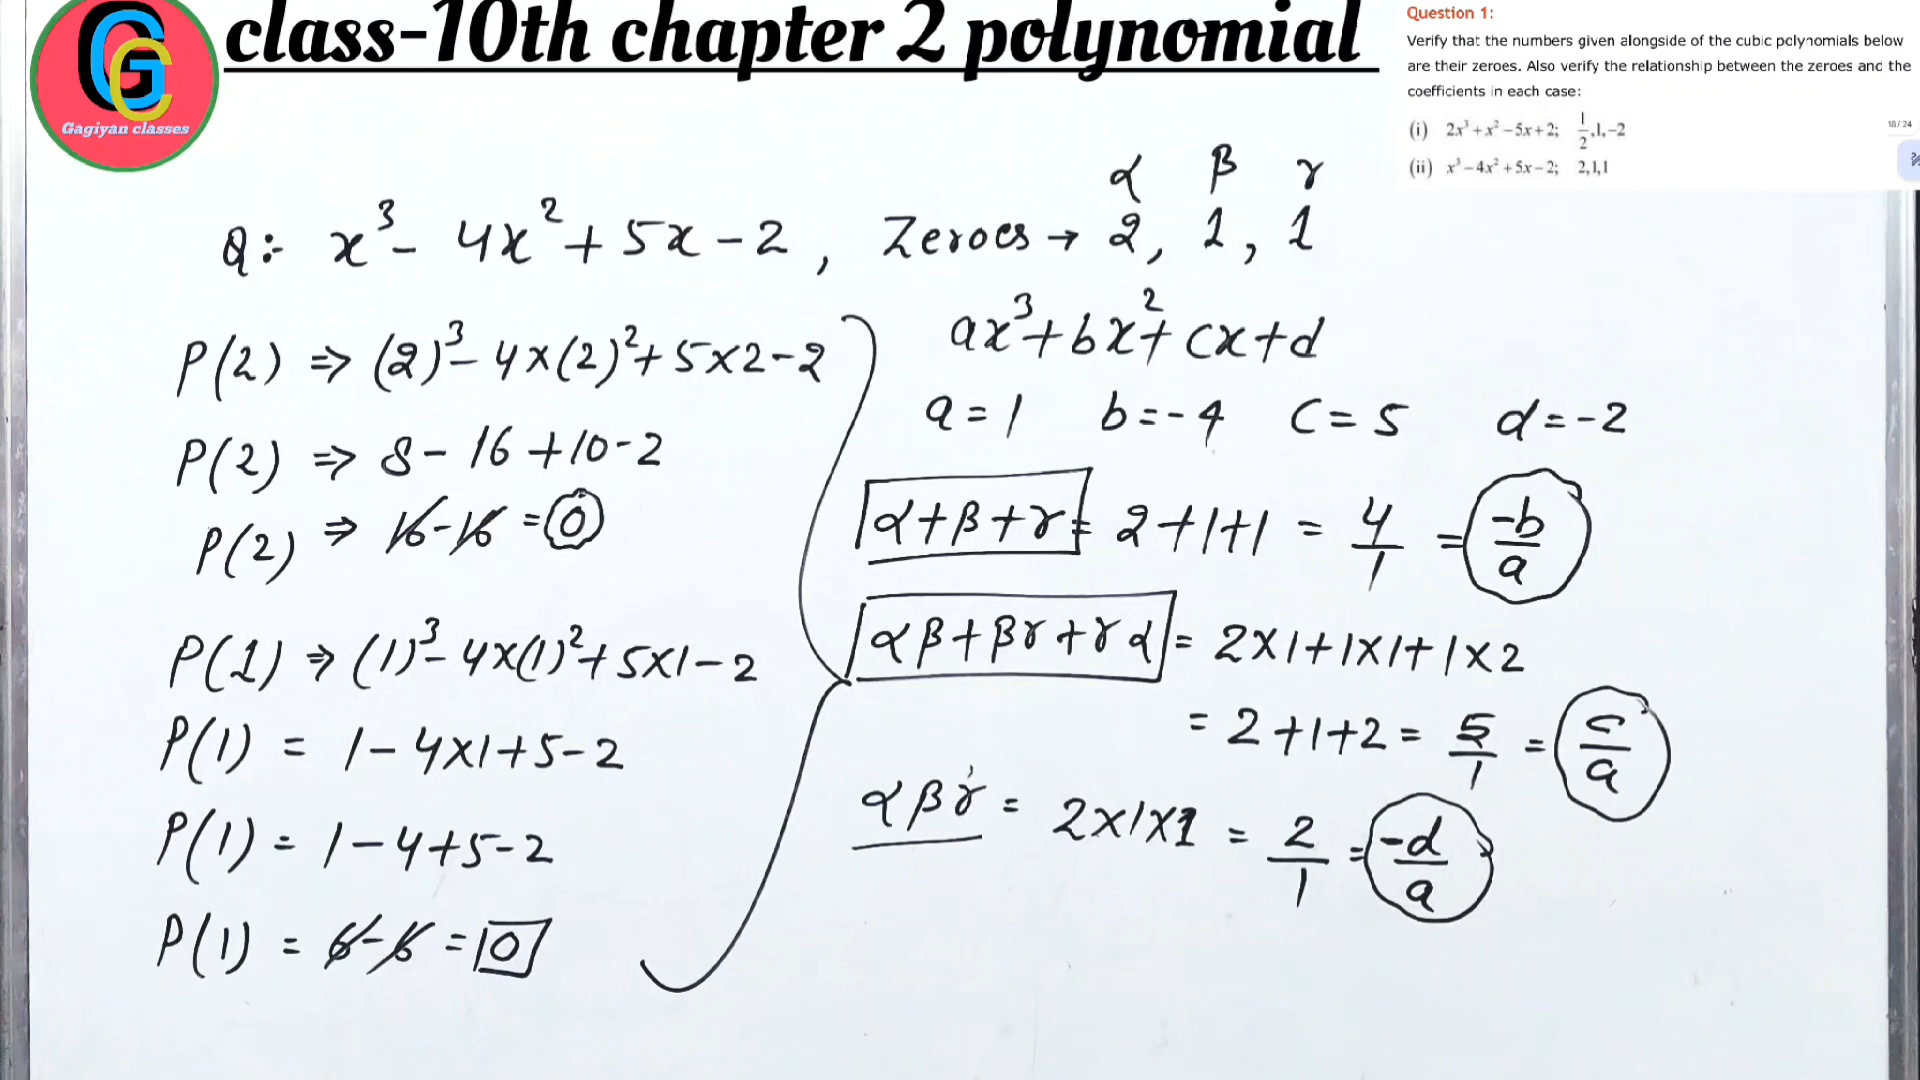 class-10th chapter 2 polynomial
GC
Gagiyan classes
Question 1:
Verify that the numbers given alongside of the cubic polynomials below
are their zeroes. Also verify the relationship between the zeroes and the
coefficients in each case:
(i) 2x³ + x² – 5x + 2; 1/2, 1, –2
(ii) x³ – 4x² + 5x – 2; 2, 1, 1
18 / 24
α β γ
Q:- x³ - 4x² + 5x - 2, Zeroes → 2, 1, 1
P(2) ⇒ (2)³ - 4×(2)² + 5×2 - 2
P(2) ⇒ 8 - 16 + 10 - 2
P(2) ⇒ 16 - 16 = 0
P(1) ⇒ (1)³ - 4×(1)² + 5×1 - 2
P(1) = 1 - 4×1 + 5 - 2
P(1) = 1 - 4 + 5 - 2
P(1) = 6 - 6 = 0
ax³ + bx² + cx + d
a = 1 b = -4 C = 5 d = -2
α + β + γ = 2 + 1 + 1 = 4/1 = -b/a
αβ + βγ + γα = 2×1 + 1×1 + 1×2
= 2 + 1 + 2 = 5/1 = c/a
αβγ = 2×1×1 = 2/1 = -d/a